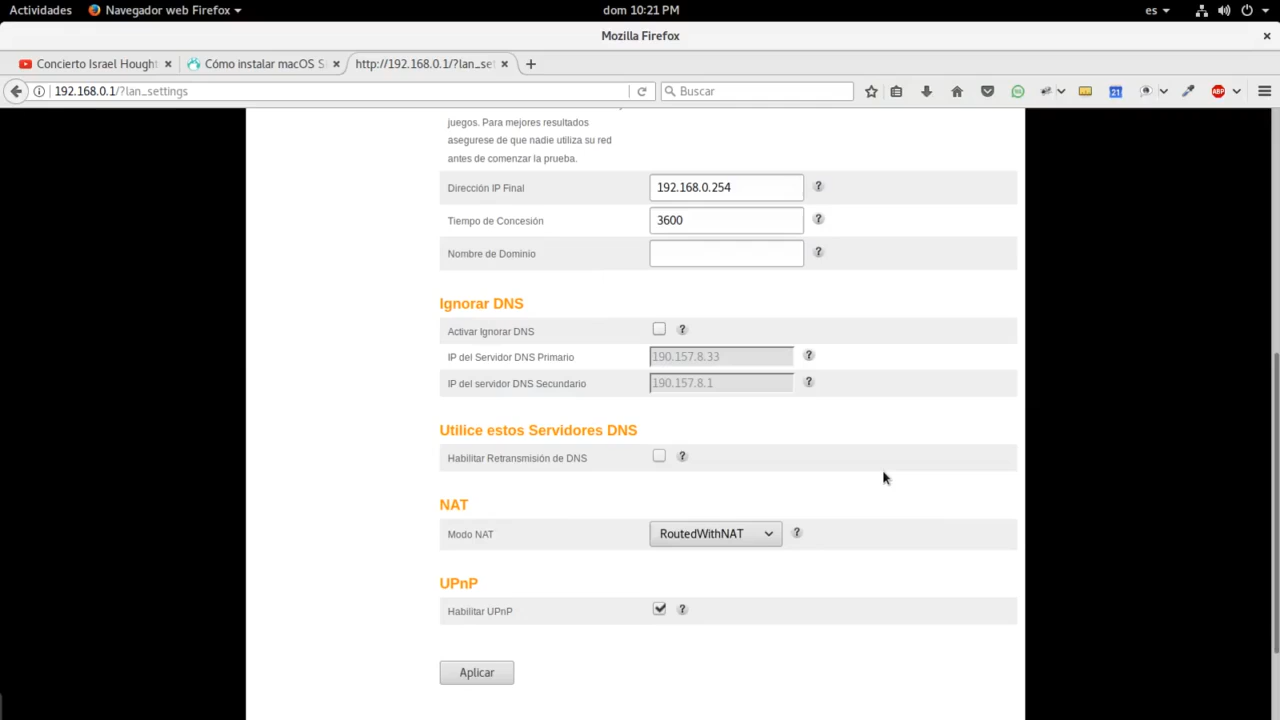 Actividades Navegador web Firefox dom 10:21 PM es
Mozilla Firefox
Concierto Israel Hought Cómo instalar macOS S http://192.168.0.1/?lan_set
192.168.0.1/?lan_settings Buscar 21 ABP
juegos. Para mejores resultados
asegurese de que nadie utiliza su red
antes de comenzar la prueba.
Dirección IP Final 192.168.0.254 ?
Tiempo de Concesión 3600 ?
Nombre de Dominio ?
Ignorar DNS
Activar Ignorar DNS ?
IP del Servidor DNS Primario 190.157.8.33 ?
IP del servidor DNS Secundario 190.157.8.1 ?
Utilice estos Servidores DNS
Habilitar Retransmisión de DNS ?
NAT
Modo NAT RoutedWithNAT ?
UPnP
Habilitar UPnP ?
Aplicar